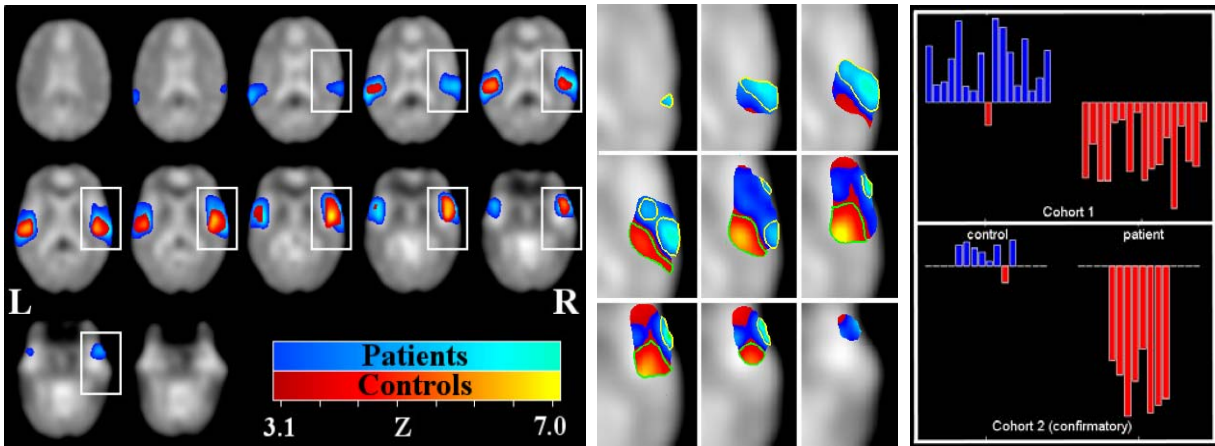 L R
Patients
Controls
3.1 Z 7.0
Cohort 1
control patient
Cohort 2 (confirmatory)